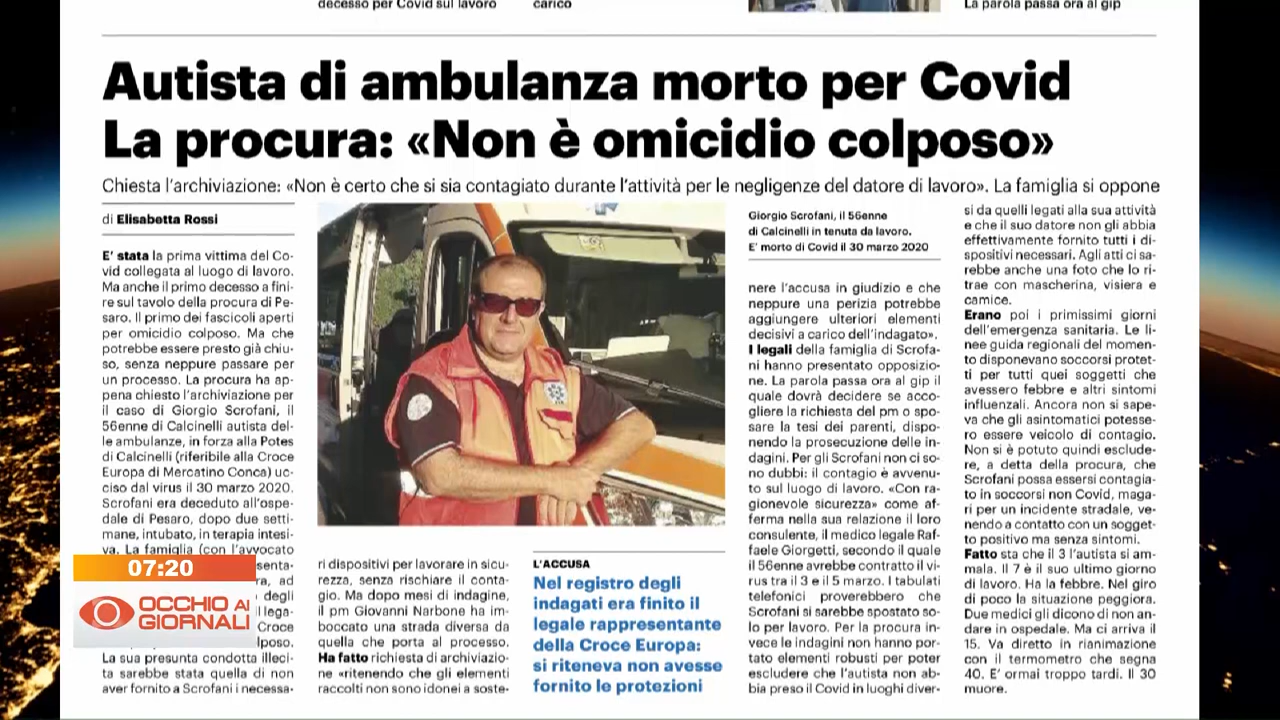 decesso per Covid sul lavoro
carico
La parola passa ora al gip
Autista di ambulanza morto per Covid
La procura: «Non è omicidio colposo»
Chiesta l'archiviazione: «Non è certo che si sia contagiato durante l'attività per le negligenze del datore di lavoro». La famiglia si oppone
di Elisabetta Rossi
E' stata la prima vittima del Co-
vid collegata al luogo di lavoro.
Ma anche il primo decesso a fini-
re sul tavolo della procura di Pe-
saro. Il primo dei fascicoli aperti
per omicidio colposo. Ma che
potrebbe essere presto già chiu-
so, senza neppure passare per
un processo. La procura ha ap-
pena chiesto l'archiviazione per
il caso di Giorgio Scrofani, il
56enne di Calcinelli autista del-
le ambulanze, in forza alla Potes
di Calcinelli (riferibile alla Croce
Europa di Mercatino Conca) uc-
ciso dal virus il 30 marzo 2020.
Scrofani era deceduto all'ospe-
dale di Pesaro, dopo due setti-
mane, intubato, in terapia intesi-
va. La famiglia (con l'avvocato
senta-
ra, ad
degli
il lega-
Croce
lposo.
La sua presunta condotta illeci-
ta sarebbe stata quella di non
aver fornito a Scrofani i necessa-
07:20
OCCHIO AI
GIORNALI
ri dispositivi per lavorare in sicu-
rezza, senza rischiare il conta-
gio. Ma dopo mesi di indagine,
il pm Giovanni Narbone ha im-
boccato una strada diversa da
quella che porta al processo.
Ha fatto richiesta di archiviazio-
ne «ritenendo che gli elementi
raccolti non sono idonei a soste-
L'ACCUSA
Nel registro degli
indagati era finito il
legale rappresentante
della Croce Europa:
si riteneva non avesse
fornito le protezioni
Giorgio Scrofani, il 56enne
di Calcinelli in tenuta da lavoro.
E' morto di Covid il 30 marzo 2020
nere l'accusa in giudizio e che
neppure una perizia potrebbe
aggiungere ulteriori elementi
decisivi a carico dell'indagato».
I legali della famiglia di Scrofa-
ni hanno presentato opposizio-
ne. La parola passa ora al gip il
quale dovrà decidere se acco-
gliere la richiesta del pm o spo-
sare la tesi dei parenti, dispo-
nendo la prosecuzione delle in-
dagini. Per gli Scrofani non ci so-
no dubbi: il contagio è avvenu-
to sul luogo di lavoro. «Con ra-
gionevole sicurezza» come af-
ferma nella sua relazione il loro
consulente, il medico legale Raf-
faele Giorgetti, secondo il quale
il 56enne avrebbe contratto il vi-
rus tra il 3 e il 5 marzo. I tabulati
telefonici proverebbero che
Scrofani si sarebbe spostato so-
lo per lavoro. Per la procura in-
vece le indagini non hanno por-
tato elementi robusti per poter
escludere che l'autista non ab-
bia preso il Covid in luoghi diver-
si da quelli legati alla sua attività
e che il suo datore non gli abbia
effettivamente fornito tutti i di-
spositivi necessari. Agli atti ci sa-
rebbe anche una foto che lo ri-
trae con mascherina, visiera e
camice.
Erano poi i primissimi giorni
dell'emergenza sanitaria. Le li-
nee guida regionali del momen-
to disponevano soccorsi protet-
ti per tutti quei soggetti che
avessero febbre e altri sintomi
influenzali. Ancora non si sape-
va che gli asintomatici potesse-
ro essere veicolo di contagio.
Non si è potuto quindi esclude-
re, a detta della procura, che
Scrofani possa essersi contagia-
to in soccorsi non Covid, maga-
ri per un incidente stradale, ve-
nendo a contatto con un sogget-
to positivo ma senza sintomi.
Fatto sta che il 3 l'autista si am-
mala. Il 7 è il suo ultimo giorno
di lavoro. Ha la febbre. Nel giro
di poco la situazione peggiora.
Due medici gli dicono di non an-
dare in ospedale. Ma ci arriva il
15. Va diretto in rianimazione
con il termometro che segna
40. E' ormai troppo tardi. Il 30
muore.